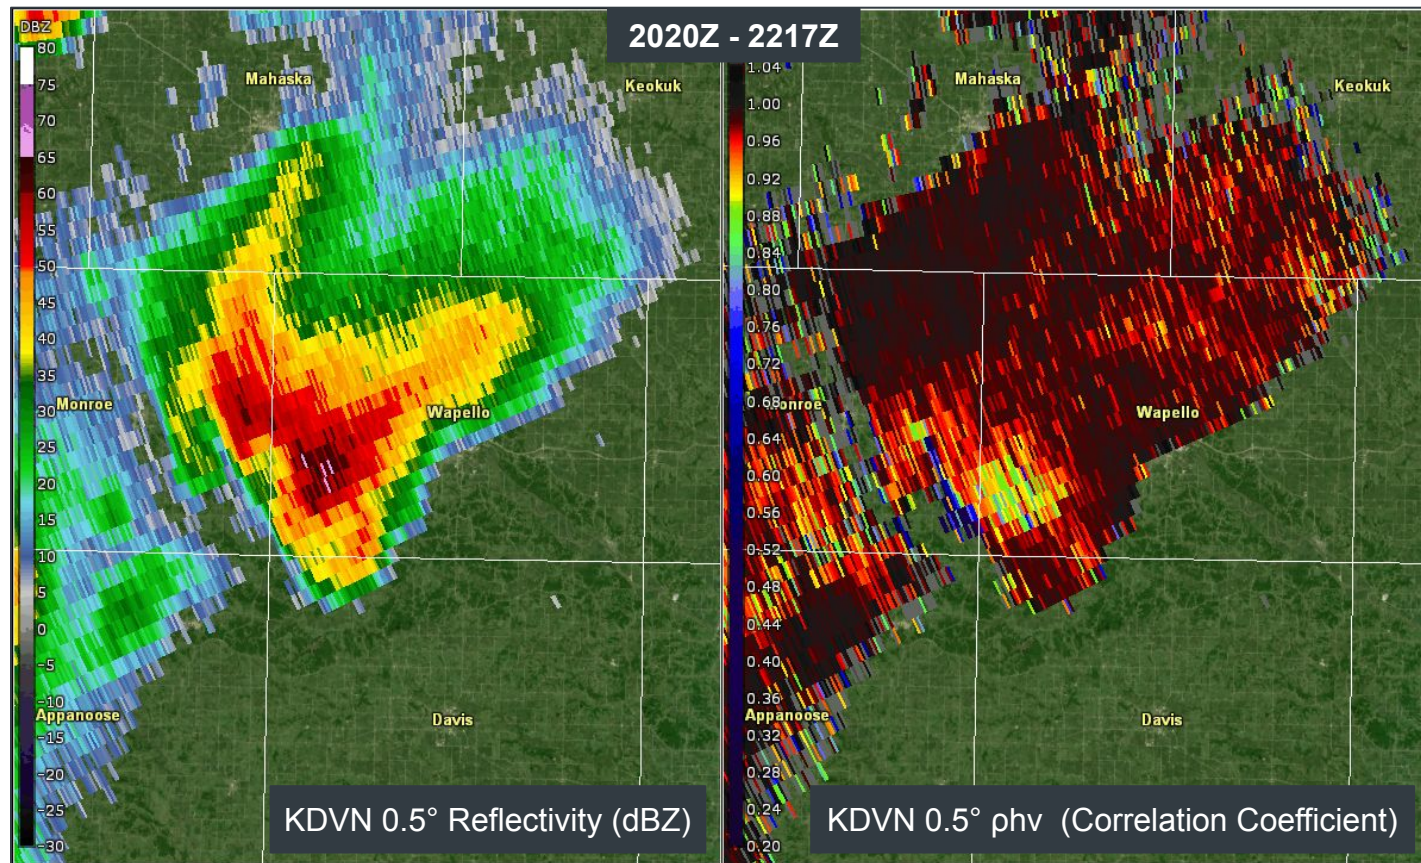 2020Z - 2217Z
DBZ
80
75
70
65
60
55
50
45
40
35
30
25
20
15
10
5
0
-5
-10
-15
-20
-25
-30
Mahaska
Keokuk
Monroe
Wapello
Appanoose
Davis
KDVN 0.5° Reflectivity (dBZ)
1.04
1.00
0.96
0.92
0.88
0.84
0.80
0.76
0.72
0.68
0.64
0.60
0.56
0.52
0.48
0.44
0.40
0.36
0.32
0.28
0.24
0.20
Mahaska
Keokuk
onroe
Wapello
Appanoose
Davis
KDVN 0.5° ρhv (Correlation Coefficient)